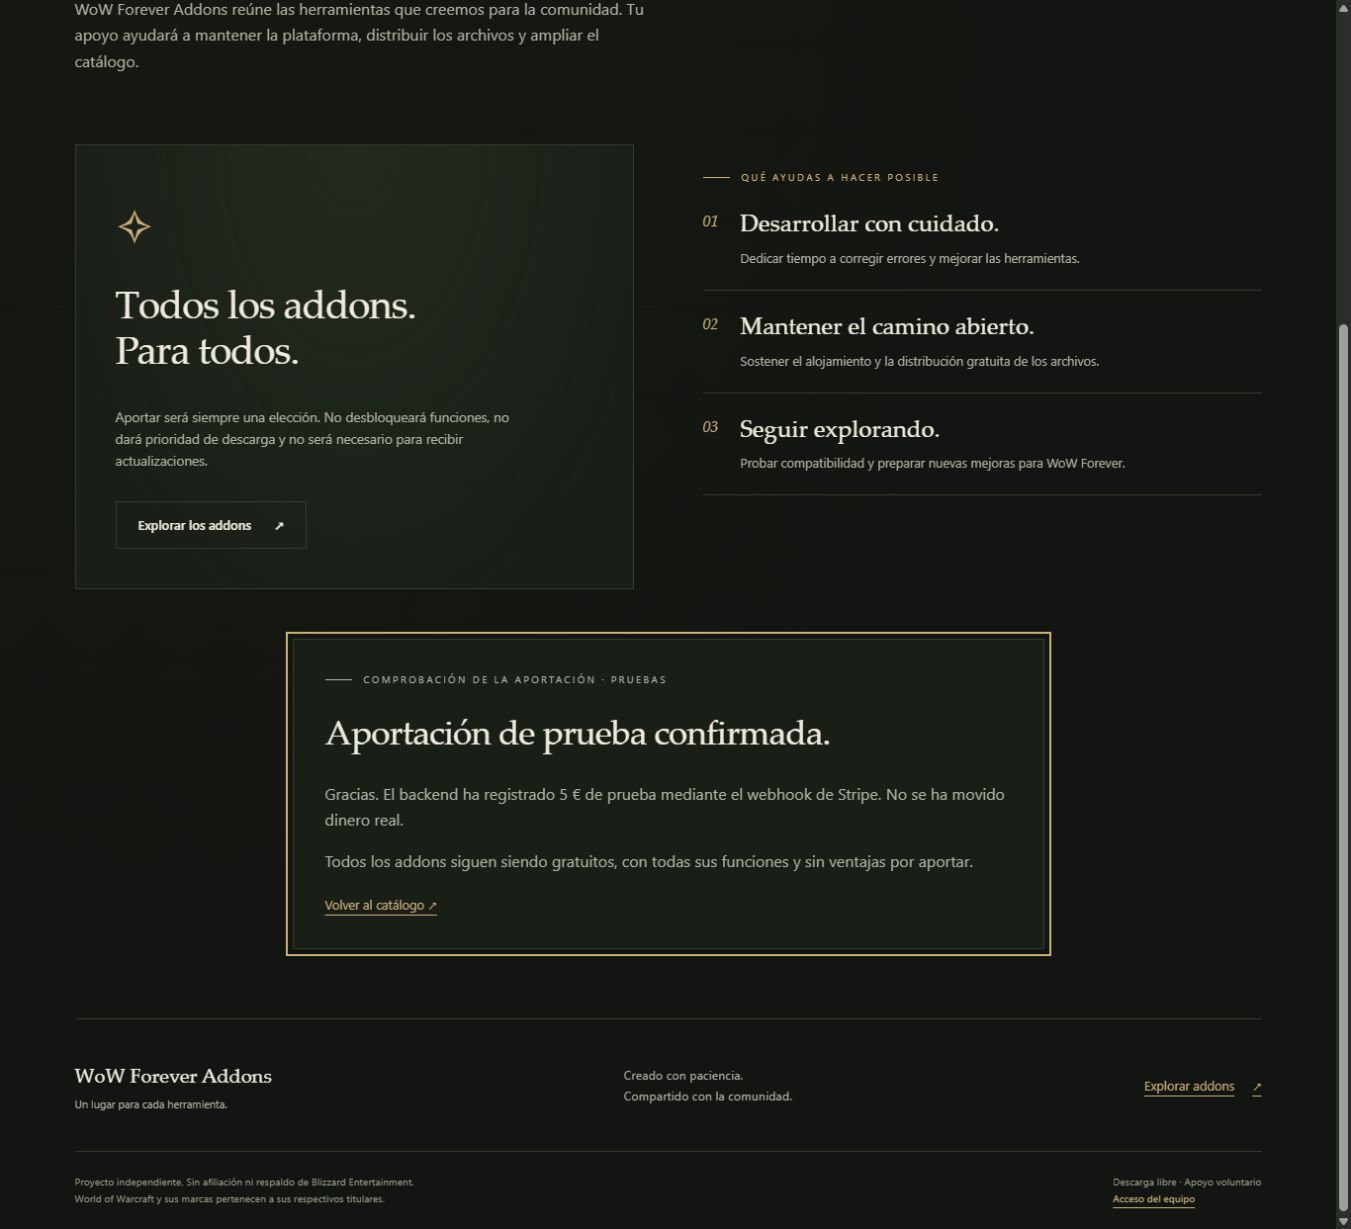 WoW Forever Addons reúne las herramientas que creemos para la comunidad. Tu
apoyo ayudará a mantener la plataforma, distribuir los archivos y ampliar el
catálogo.
Todos los addons.
Para todos.
Aportar será siempre una elección. No desbloqueará funciones, no
dará prioridad de descarga y no será necesario para recibir
actualizaciones.
Explorar los addons ↗
QUÉ AYUDAS A HACER POSIBLE
01 Desarrollar con cuidado.
Dedicar tiempo a corregir errores y mejorar las herramientas.
02 Mantener el camino abierto.
Sostener el alojamiento y la distribución gratuita de los archivos.
03 Seguir explorando.
Probar compatibilidad y preparar nuevas mejoras para WoW Forever.
COMPROBACIÓN DE LA APORTACIÓN · PRUEBAS
Aportación de prueba confirmada.
Gracias. El backend ha registrado 5 € de prueba mediante el webhook de Stripe. No se ha movido
dinero real.
Todos los addons siguen siendo gratuitos, con todas sus funciones y sin ventajas por aportar.
Volver al catálogo ↗
WoW Forever Addons
Un lugar para cada herramienta.
Creado con paciencia.
Compartido con la comunidad.
Explorar addons ↗
Proyecto independiente. Sin afiliación ni respaldo de Blizzard Entertainment.
World of Warcraft y sus marcas pertenecen a sus respectivos titulares.
Descarga libre · Apoyo voluntario
Acceso del equipo